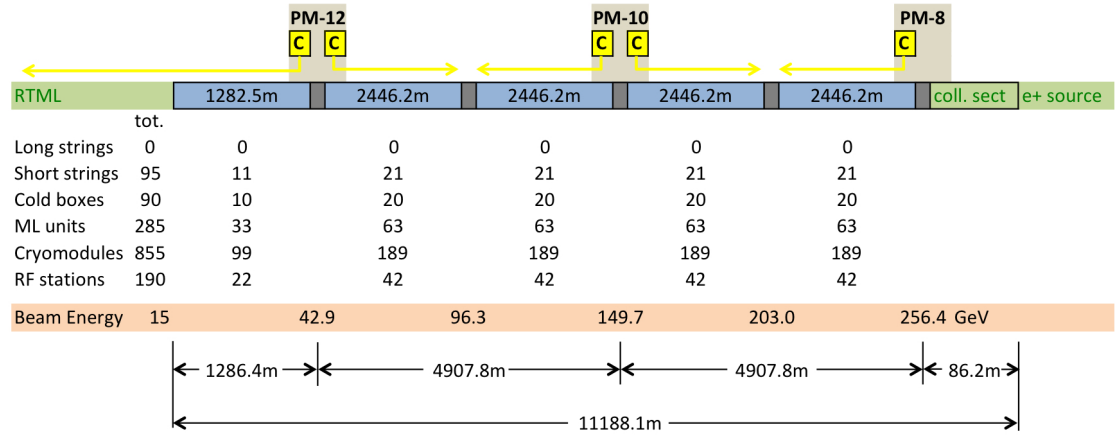 PM-12 PM-10 PM-8
C C C C C
RTML 1282.5m 2446.2m 2446.2m 2446.2m 2446.2m coll. sect e+ source
tot.
Long strings 0 0 0 0 0 0
Short strings 95 11 21 21 21 21
Cold boxes 90 10 20 20 20 20
ML units 285 33 63 63 63 63
Cryomodules 855 99 189 189 189 189
RF stations 190 22 42 42 42 42
Beam Energy 15 42.9 96.3 149.7 203.0 256.4 GeV
1286.4m 4907.8m 4907.8m 86.2m
11188.1m